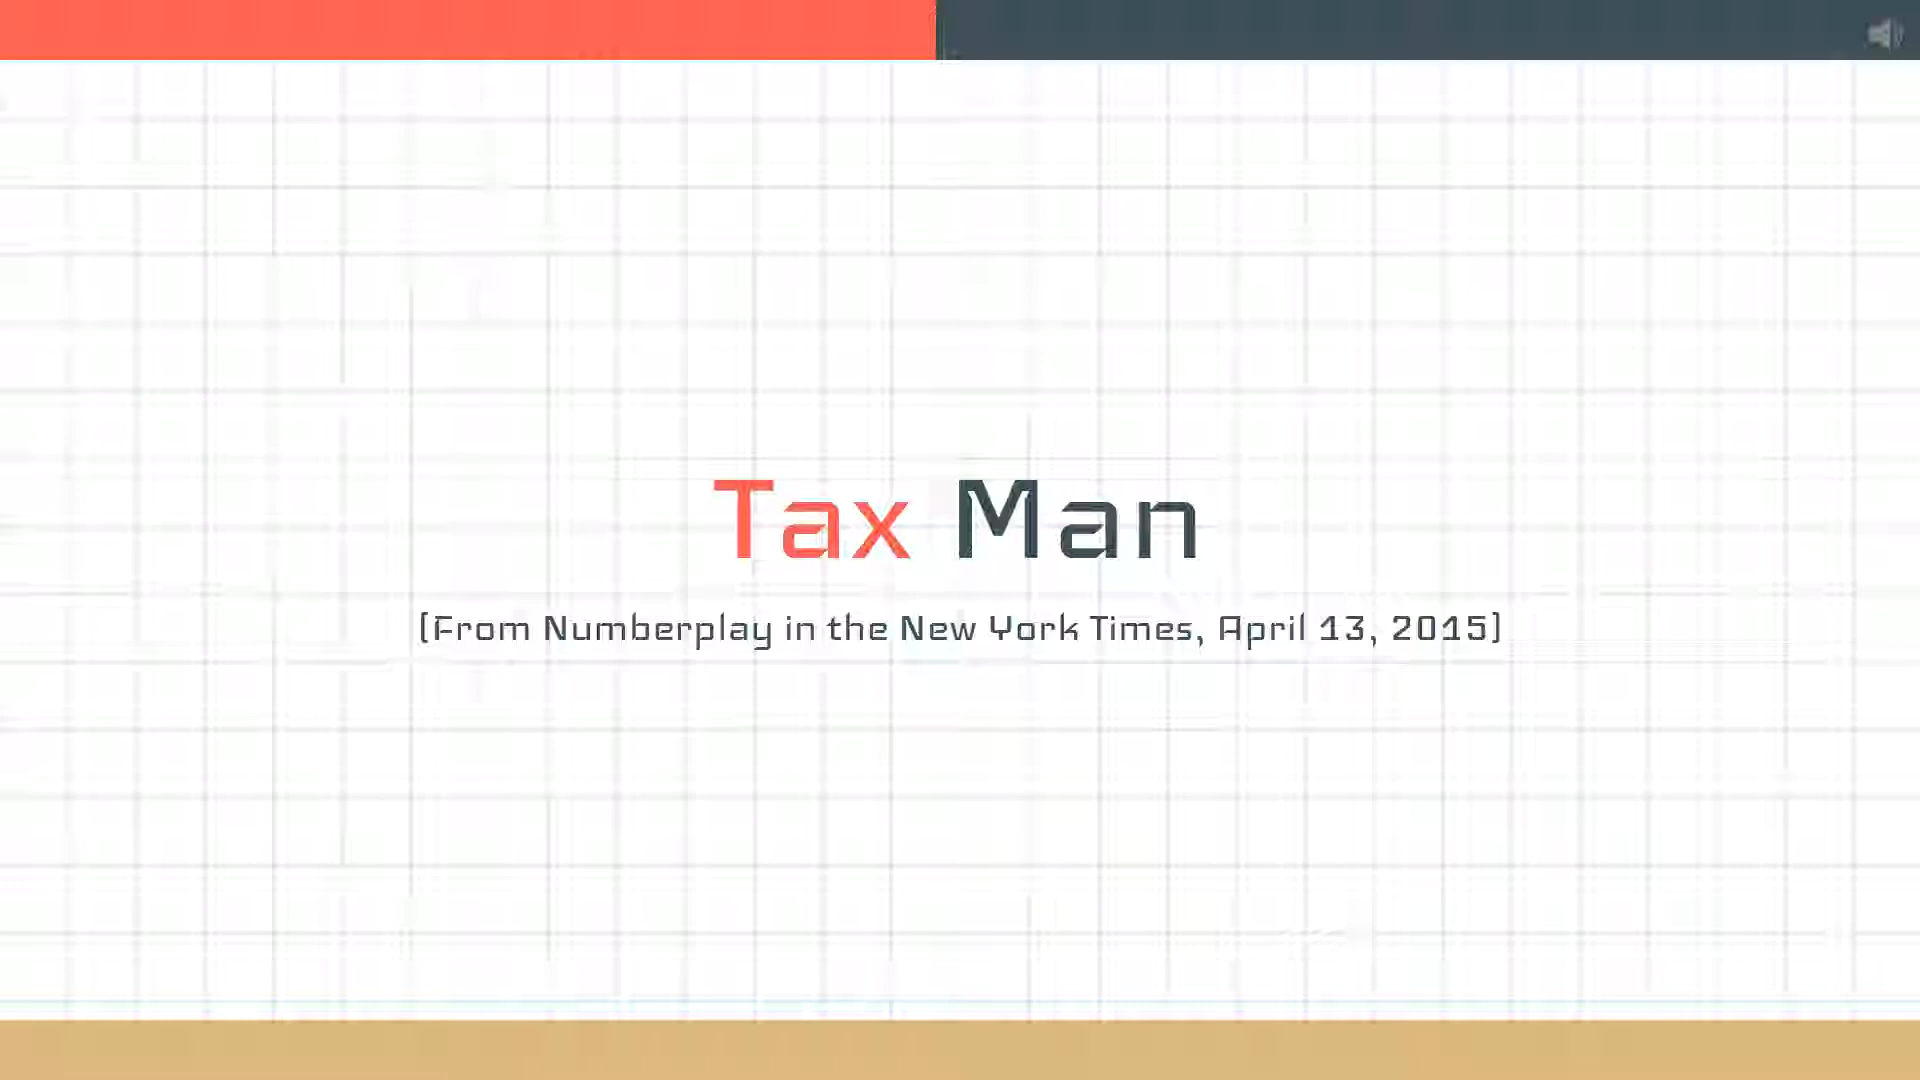 Tax Man
[From Numberplay in the New York Times, April 13, 2015]